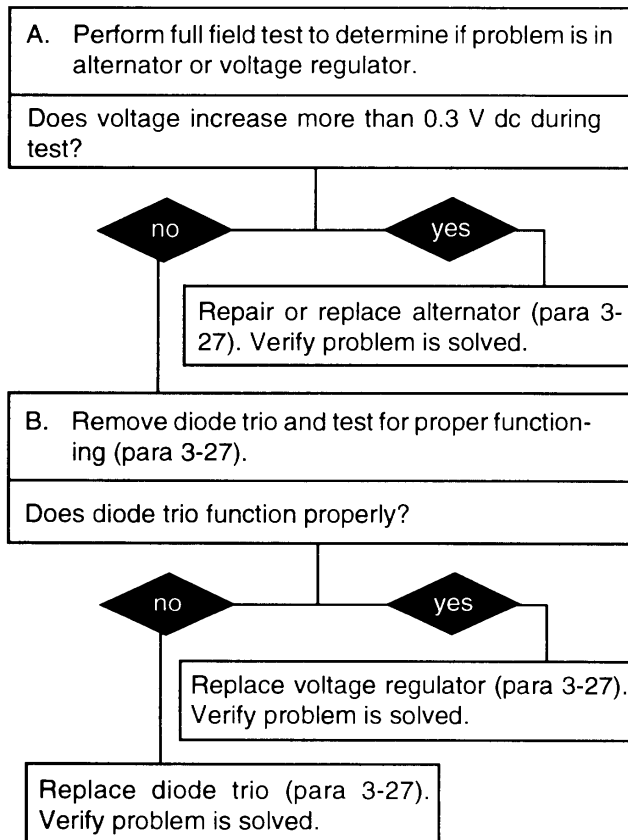 A. Perform full field test to determine if problem is in
alternator or voltage regulator.
Does voltage increase more than 0.3 V dc during
test?
no
yes
Repair or replace alternator (para 3-
27). Verify problem is solved.
B. Remove diode trio and test for proper function-
ing (para 3-27).
Does diode trio function properly?
no
yes
Replace voltage regulator (para 3-27).
Verify problem is solved.
Replace diode trio (para 3-27).
Verify problem is solved.